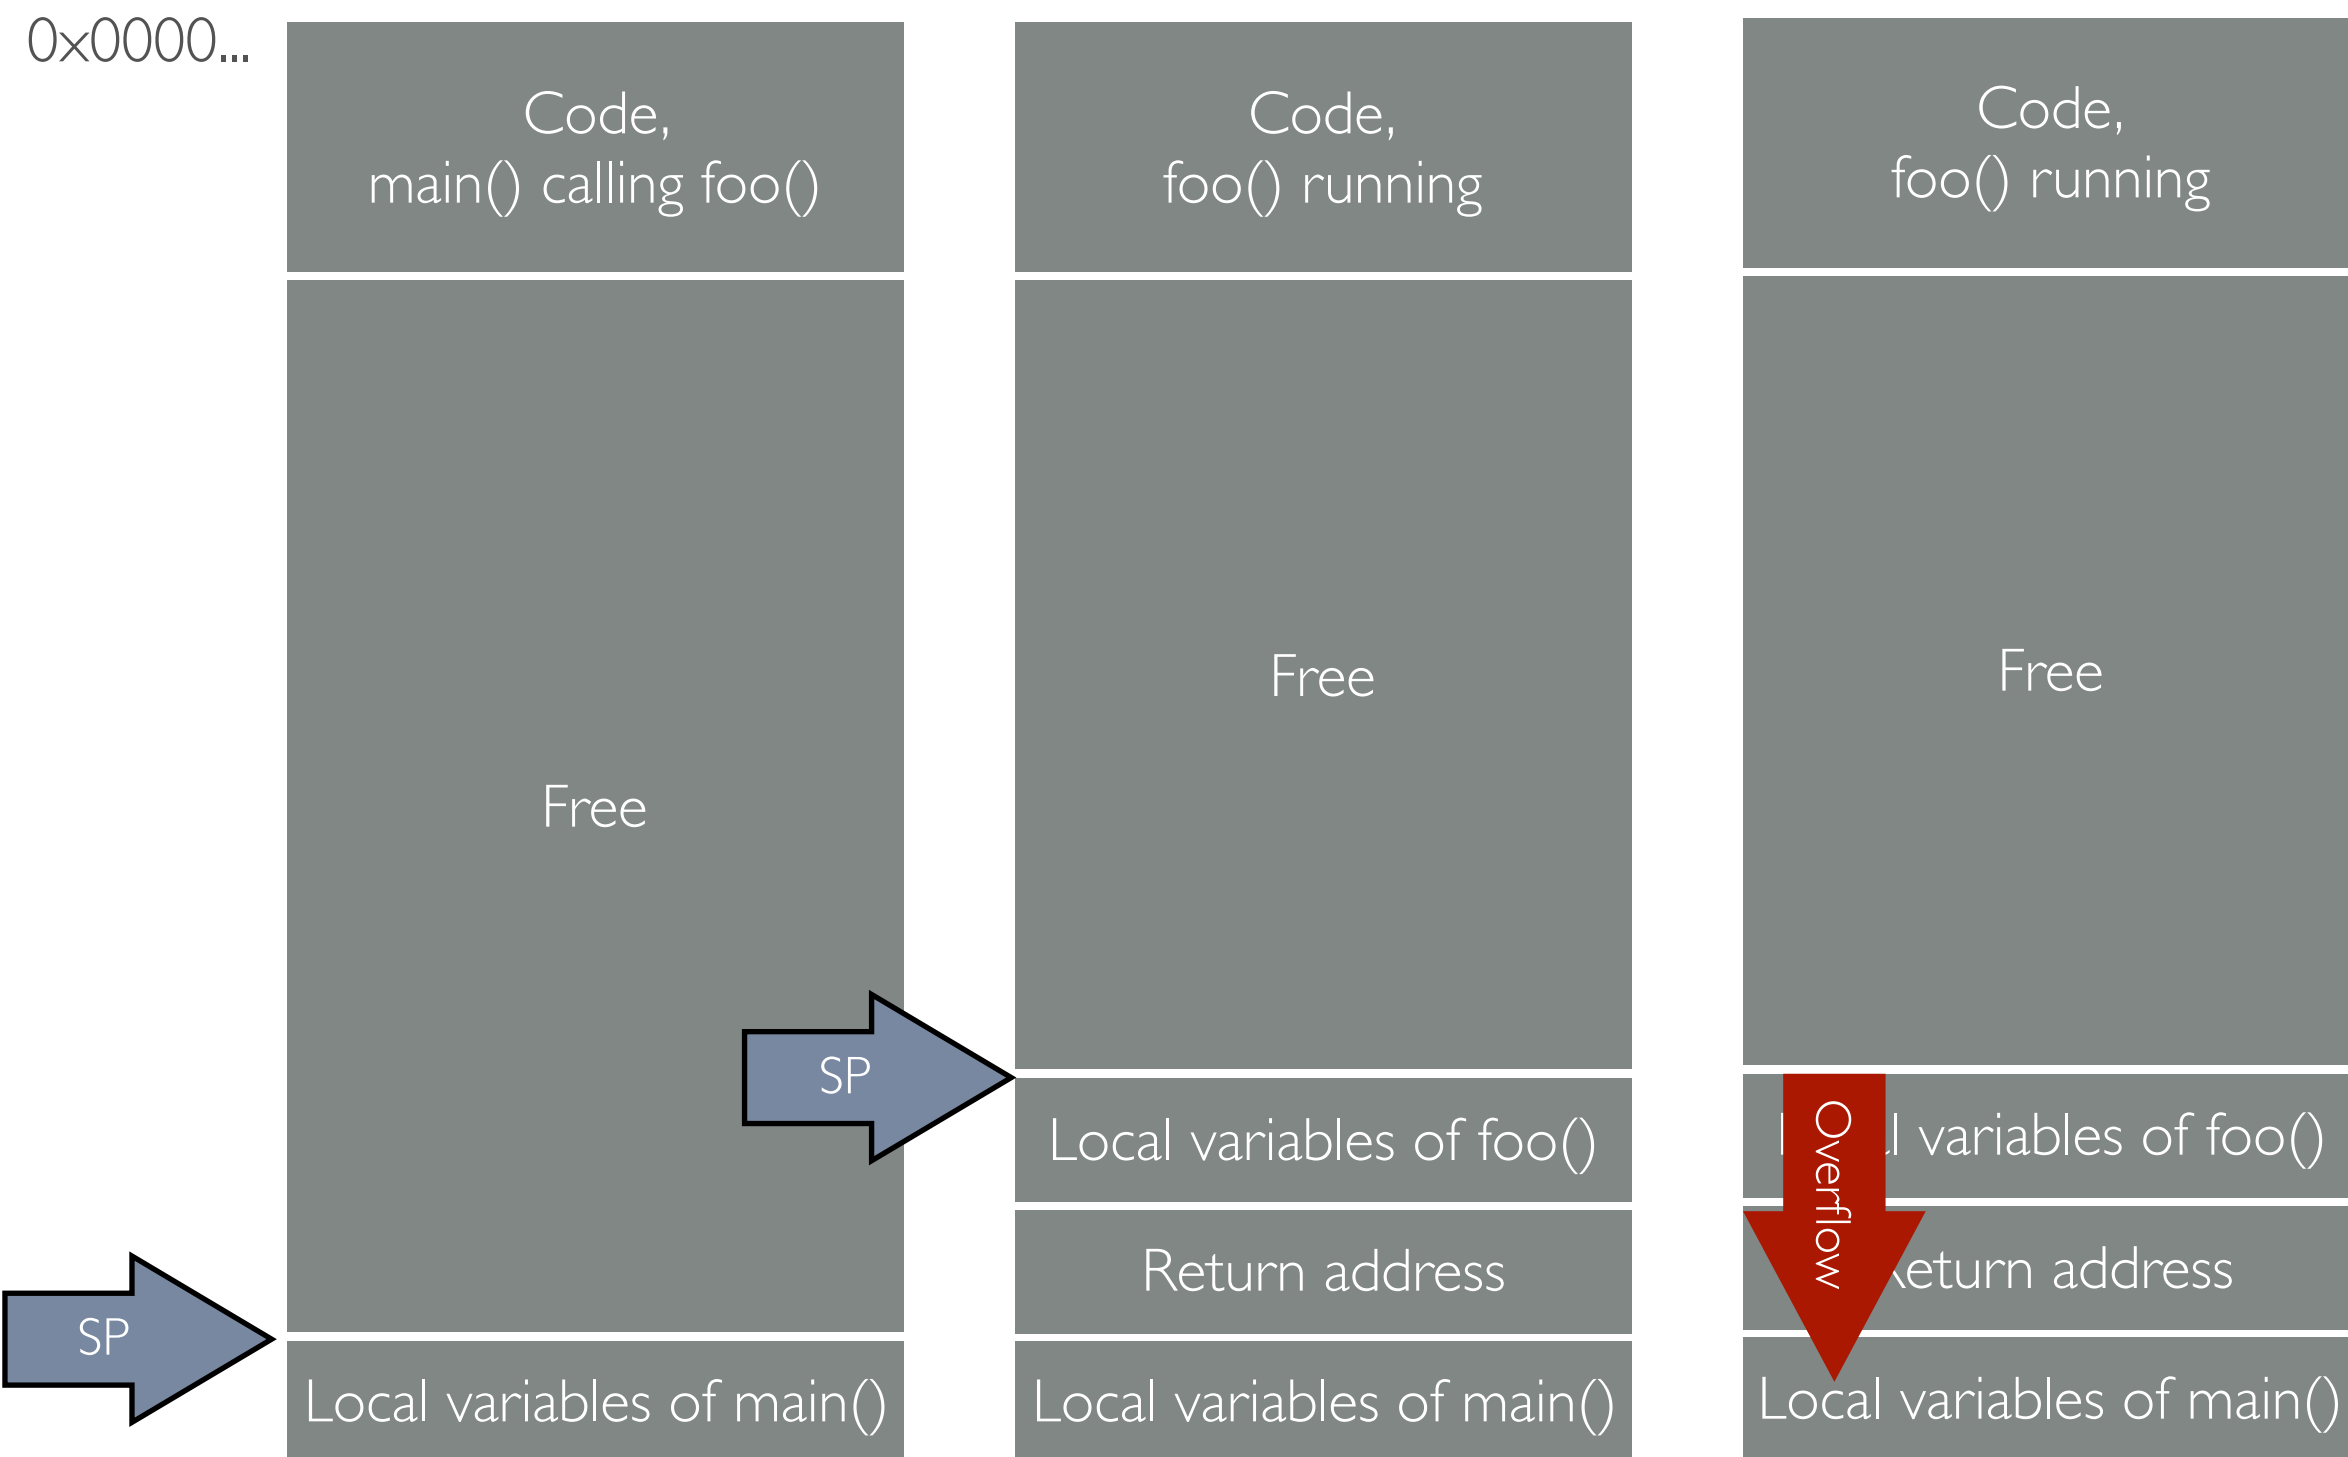 0x0000...
Code,
main() calling foo()
Free
SP
Local variables of main()
Code,
foo() running
Free
SP
Local variables of foo()
Return address
Local variables of main()
Code,
foo() running
Free
variables of foo()
Overflow
address
Local variables of main()